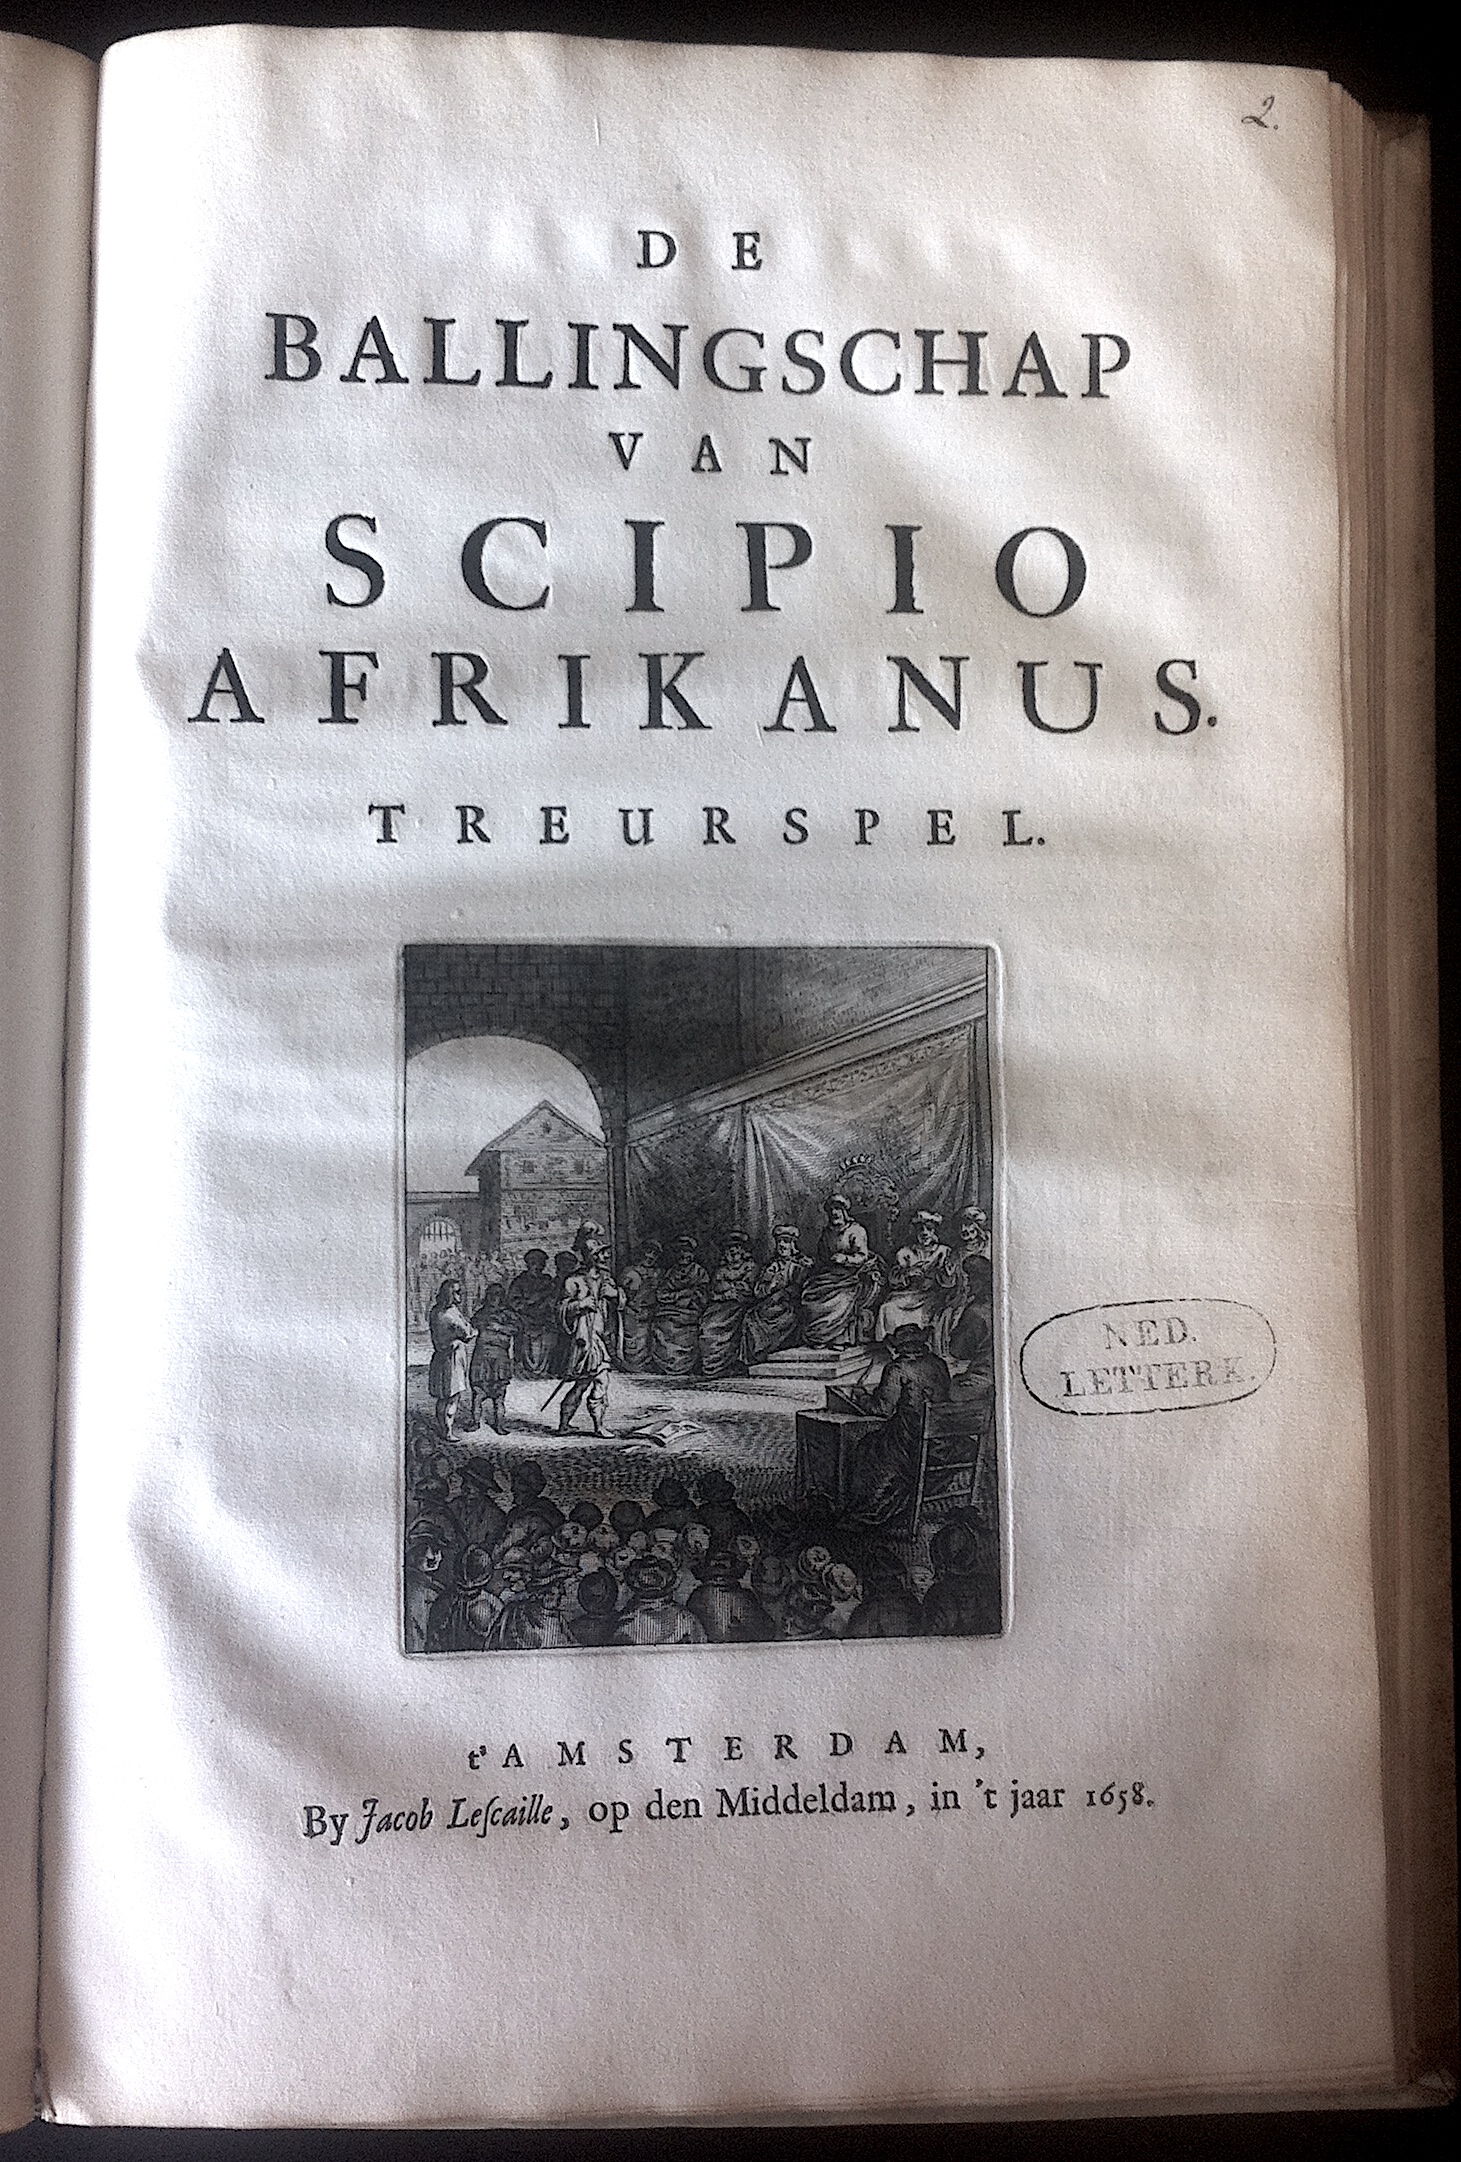 2.
DE
BALLINGSCHAP
VAN
SCIPIO
AFRIKANUS.
TREURSPEL.
NED.
LETTERK.
t'AMSTERDAM,
By Jacob Leſcaille, op den Middeldam, in 't jaar 1658.